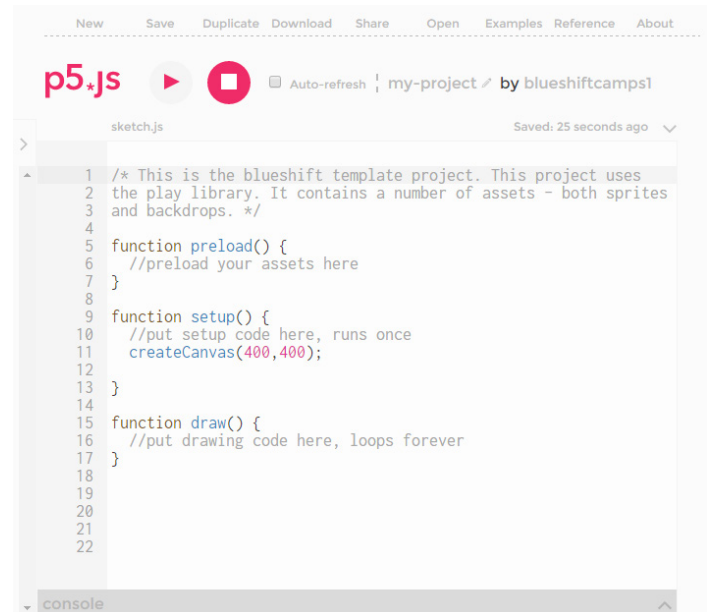 New Save Duplicate Download Share Open Examples Reference About
p5*JS Auto-refresh ¦ my-project by blueshiftcamps1
sketch.js Saved: 25 seconds ago
1 /* This is the blueshift template project. This project uses
2 the play library. It contains a number of assets - both sprites
3 and backdrops. */
4
5 function preload() {
6 //preload your assets here
7 }
8
9 function setup() {
10 //put setup code here, runs once
11 createCanvas(400,400);
12
13 }
14
15 function draw() {
16 //put drawing code here, loops forever
17 }
18
19
20
21
22
console